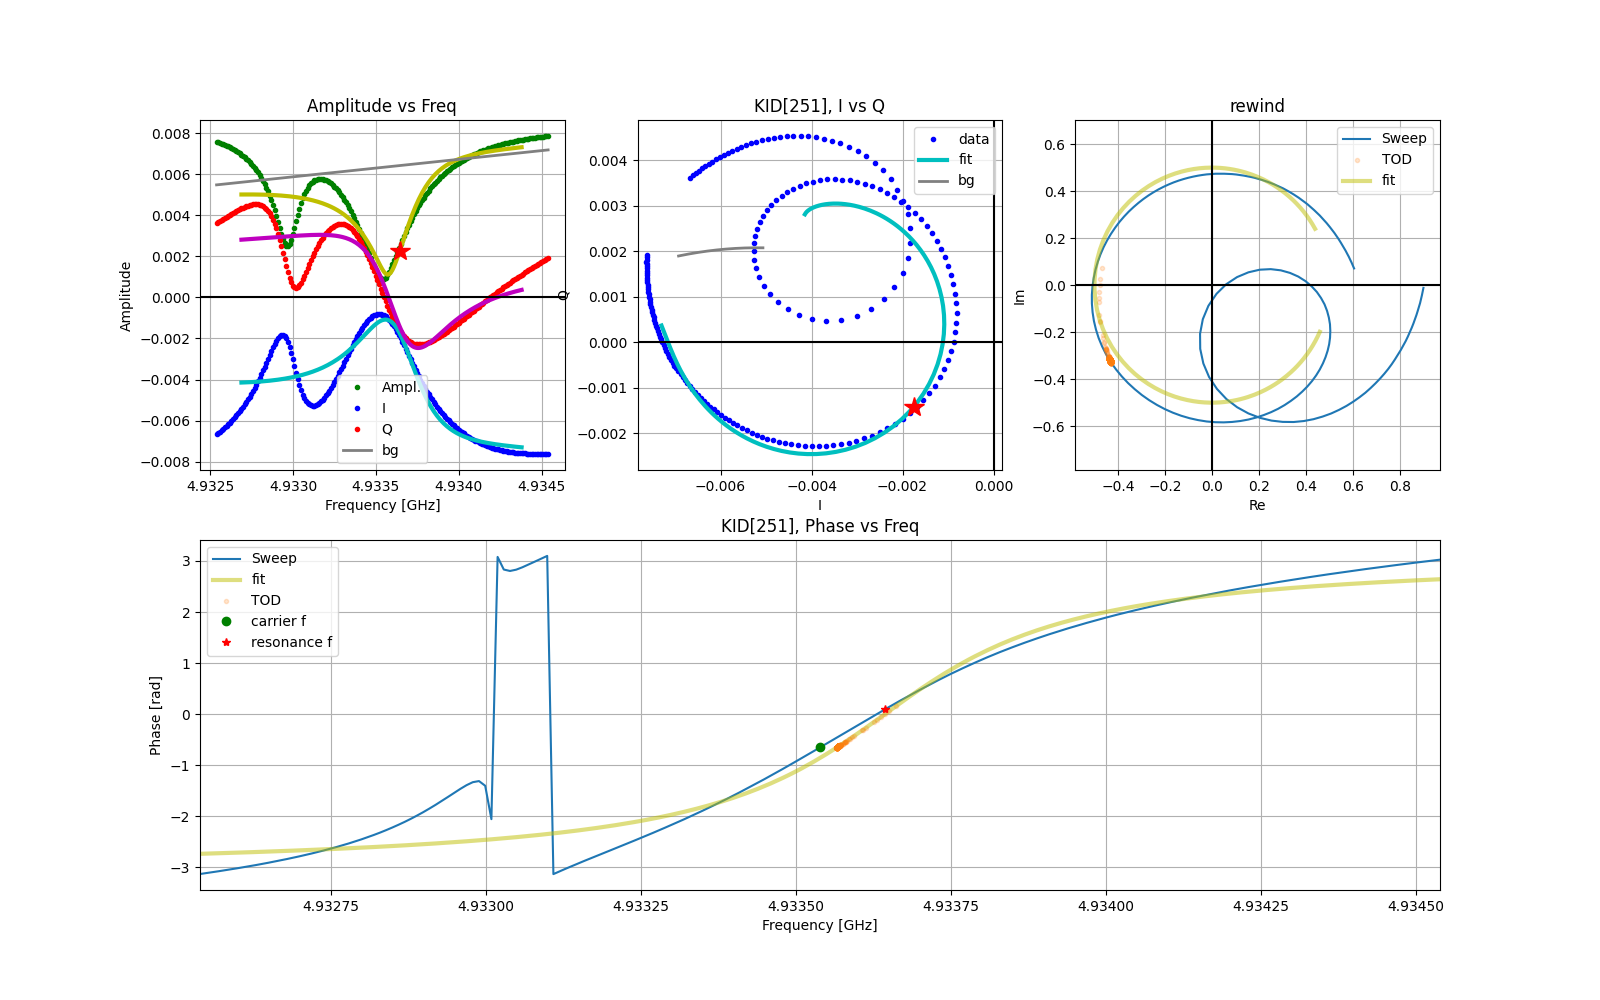 Amplitude vs Freq
Amplitude
0.008
0.006
0.004
0.002
0.000
−0.002
−0.004
−0.006
−0.008
Ampl.
I
Q
bg
4.9325 4.9330 4.9335 4.9340 4.9345
Frequency [GHz]
KID[251], I vs Q
Q
0.004
0.003
0.002
0.001
0.000
−0.001
−0.002
data
fit
bg
−0.006 −0.004 −0.002 0.000
I
rewind
Im
0.6
0.4
0.2
0.0
−0.2
−0.4
−0.6
Sweep
TOD
fit
−0.4 −0.2 0.0 0.2 0.4 0.6 0.8
Re
KID[251], Phase vs Freq
Phase [rad]
3
2
1
0
−1
−2
−3
Sweep
fit
TOD
carrier f
resonance f
4.93275 4.93300 4.93325 4.93350 4.93375 4.93400 4.93425 4.93450
Frequency [GHz]